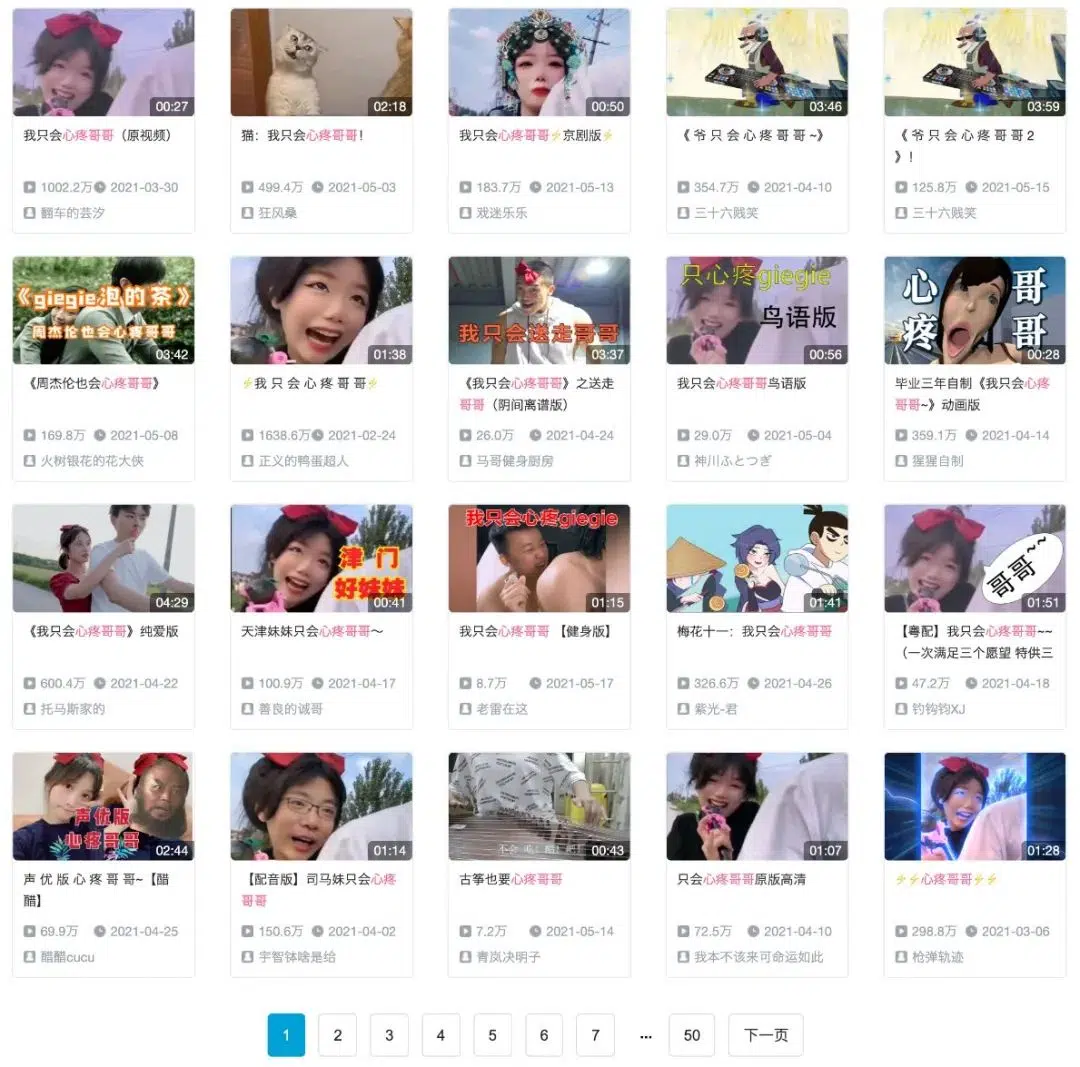 00:27
我只会心疼哥哥（原视频）
1002.2万 2021-03-30
翻车的芸汐
02:18
猫：我只会心疼哥哥！
499.4万 2021-05-03
狂风桑
00:50
我只会心疼哥哥⚡京剧版⚡
183.7万 2021-05-13
戏迷乐乐
03:46
《 爷 只 会 心 疼 哥 哥 ~》
354.7万 2021-04-10
三十六贱笑
03:59
《 爷 只 会 心 疼 哥 哥 2
》！
125.8万 2021-05-15
三十六贱笑
《giegie泡的茶》
周杰伦也会心疼哥哥
03:42
《周杰伦也会心疼哥哥》
169.8万 2021-05-08
火树银花的花大侠
01:38
⚡我 只 会 心 疼 哥 哥⚡
1638.6万 2021-02-24
正义的鸭蛋超人
我只会送走哥哥
03:37
《我只会心疼哥哥》之送走
哥哥（阴间离谱版）
26.0万 2021-04-24
马哥健身厨房
只心疼giegie
鸟语版
00:56
我只会心疼哥哥鸟语版
29.0万 2021-05-04
神川ふとつぎ
心 哥
疼 哥
00:28
毕业三年自制《我只会心疼
哥哥~》动画版
359.1万 2021-04-14
猩猩自制
04:29
《我只会心疼哥哥》纯爱版
600.4万 2021-04-22
托马斯家的
津 门
好妹妹
00:41
天津妹妹只会心疼哥哥～
100.9万 2021-04-17
善良的诚哥
我只会心疼giegie
01:15
我只会心疼哥哥 【健身版】
8.7万 2021-05-17
老雷在这
01:41
梅花十一：我只会心疼哥哥
326.6万 2021-04-26
紫光-君
哥哥~~
01:51
【粤配】我只会心疼哥哥~~
（一次满足三个愿望 特供三
47.2万 2021-04-18
钓钩钧XJ
声优版
心疼哥哥
02:44
声 优 版 心 疼 哥 哥~【醋
醋】
69.9万 2021-04-25
醋醋cucu
01:14
【配音版】司马妹只会心疼
哥哥
150.6万 2021-04-02
宇智钵啥是给
00:43
古筝也要心疼哥哥
7.2万 2021-05-14
青岚决明子
01:07
只会心疼哥哥原版高清
72.5万 2021-04-10
我本不该来可命运如此
01:28
⚡⚡心疼哥哥⚡⚡
298.8万 2021-03-06
枪弹轨迹
1 2 3 4 5 6 7 ... 50 下一页